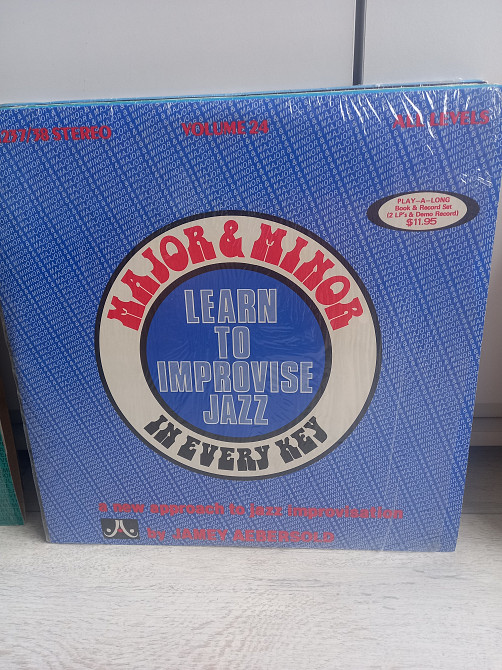 STEREO
VOLUME 24
ALL LEVELS
PLAY-A-LONG
Book & Record Set
(2 LP's & Demo Record)
$11.95
MAJOR & MINOR
LEARN
TO
IMPROVISE
JAZZ
IN EVERY KEY
a new approach to jazz improvisation
by JAMEY AEBERSOLD